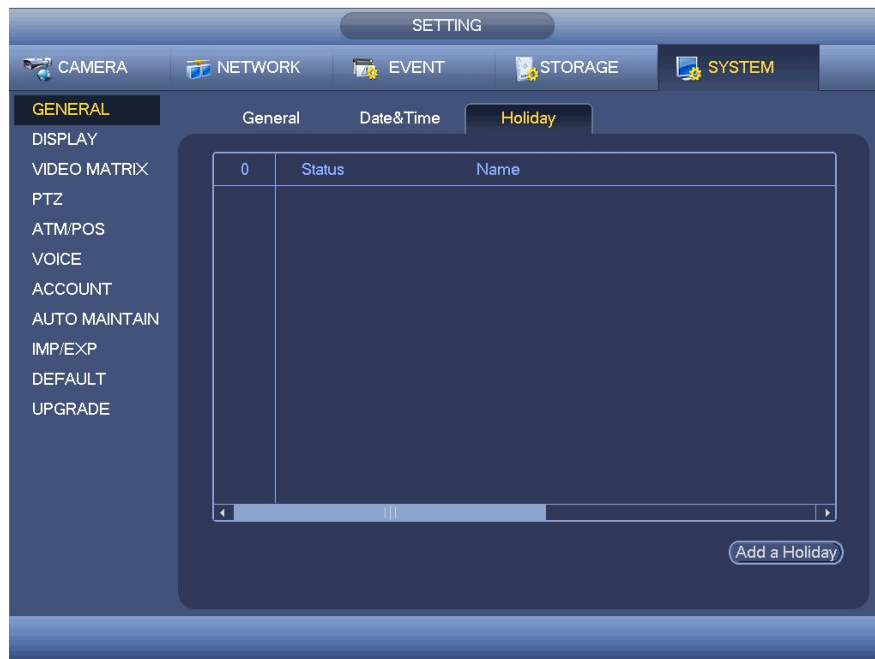 SETTING
CAMERA NETWORK EVENT STORAGE SYSTEM
GENERAL
DISPLAY
VIDEO MATRIX
PTZ
ATM/POS
VOICE
ACCOUNT
AUTO MAINTAIN
IMP/EXP
DEFAULT
UPGRADE
General Date&Time Holiday
0 Status Name
Add a Holiday